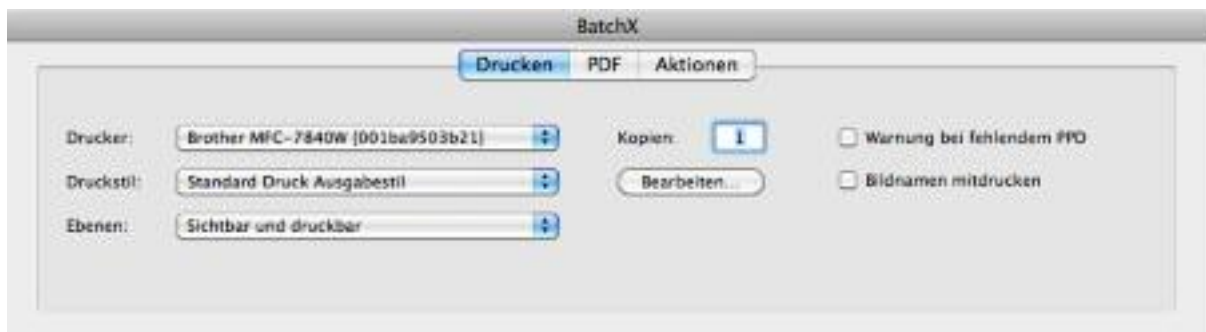 BatchX
Drucken PDF Aktionen
Drucker: Brother MFC-7840W [001ba9503b21] Kopien: 1 Warnung bei fehlendem PPD
Druckstil: Standard Druck Ausgabestil Bearbeiten... Bildnamen mitdrucken
Ebenen: Sichtbar und druckbar